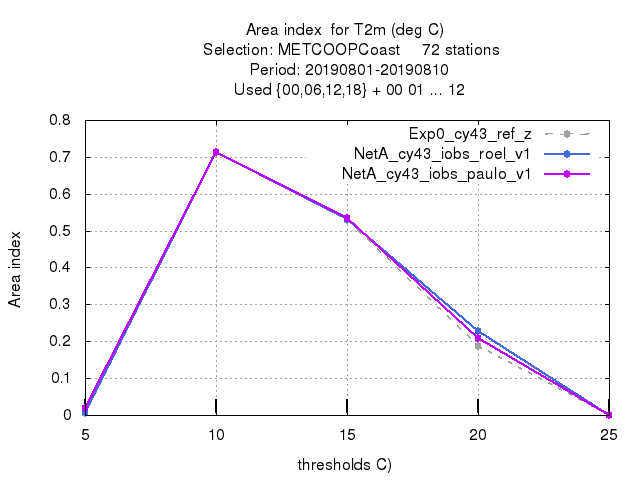 Area index  for T2m (deg C)
Selection: METCOOPCoast    72 stations
Period: 20190801-20190810
Used {00,06,12,18} + 00 01 ... 12
Exp0_cy43_ref_z
NetA_cy43_iobs_roel_v1
NetA_cy43_iobs_paulo_v1
Area index
0.8
0.7
0.6
0.5
0.4
0.3
0.2
0.1
0
5 10 15 20 25
thresholds C)